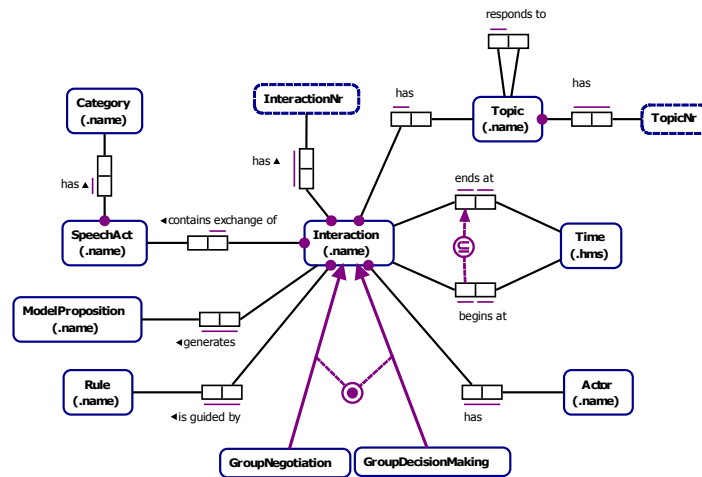 responds to
has
has
Category
(.name)
InteractionNr
Topic
(.name)
TopicNr
has ▲
has ▲
ends at
◄contains exchange of
SpeechAct
(.name)
Interaction
(.name)
Time
(.hms)
ModelProposition
(.name)
begins at
◄generates
Rule
(.name)
Actor
(.name)
◄is guided by
has
GroupNegotiation
GroupDecisionMaking